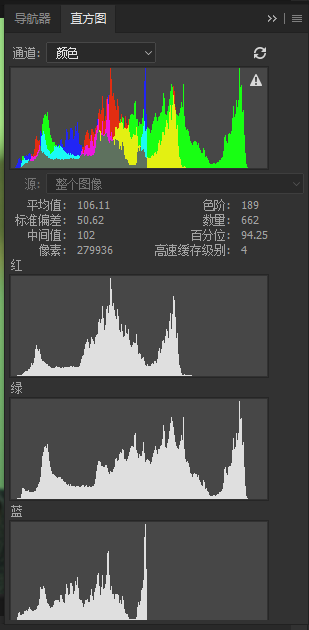 导航器 直方图
通道: 颜色
源: 整个图像
平均值: 106.11 色阶: 189
标准偏差: 50.62 数量: 662
中间值: 102 百分位: 94.25
像素: 279936 高速缓存级别: 4
红
绿
蓝